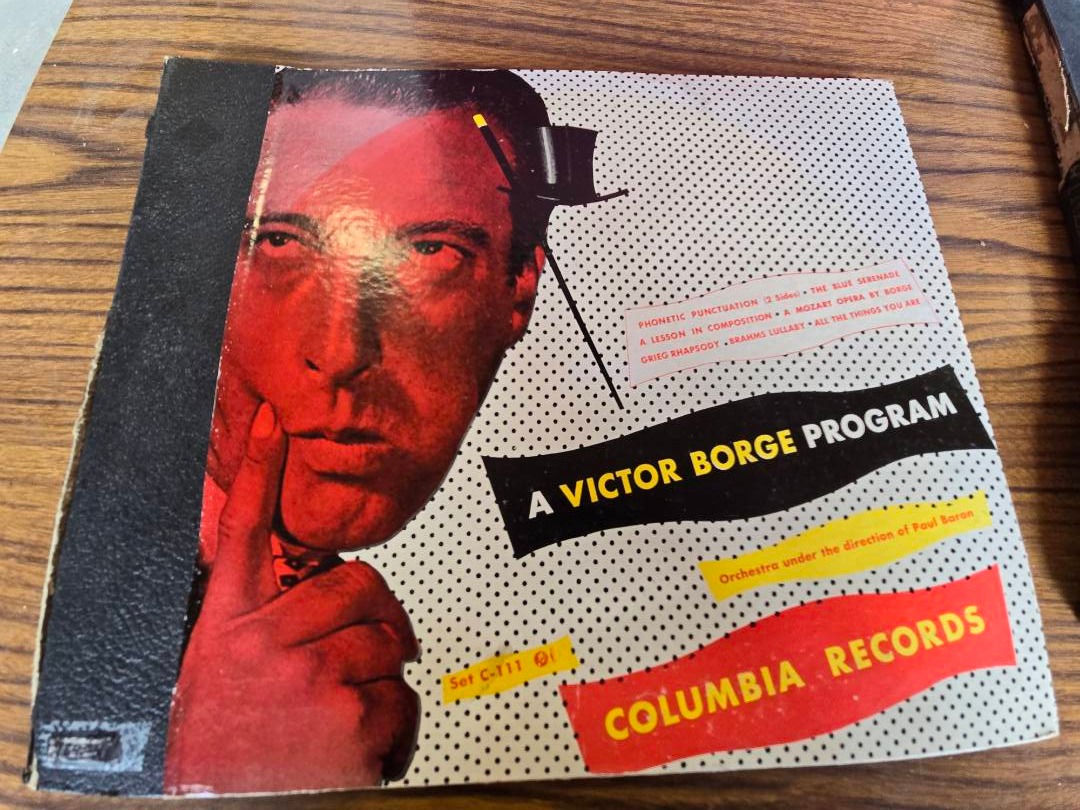 PHONETIC PUNCTUATION (2 Sides) • THE BLUE SERENADE
A LESSON IN COMPOSITION • A MOZART OPERA BY BORGE
GRIEG RHAPSODY • BRAHMS LULLABY • ALL THE THINGS YOU ARE
A VICTOR BORGE PROGRAM
Orchestra under the direction of Paul Baron
Set C-111
COLUMBIA RECORDS